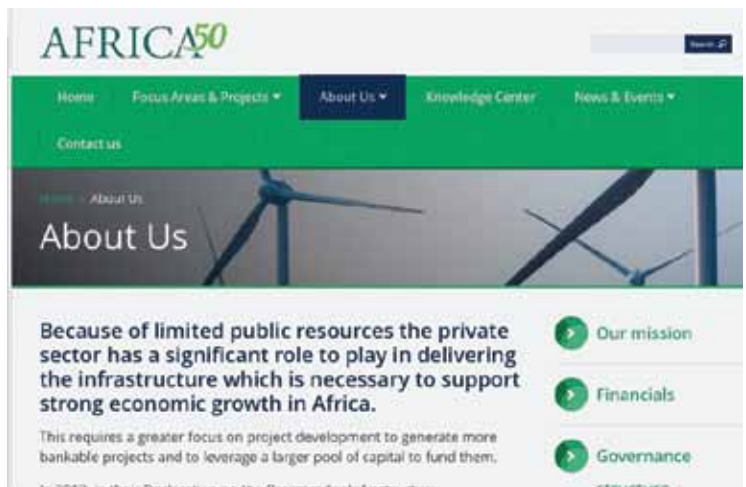 AFRICA50
Search
Home Focus Areas & Projects About Us Knowledge Center News & Events
Contact us
Home > About Us
About Us
Because of limited public resources the private
sector has a significant role to play in delivering
the infrastructure which is necessary to support
strong economic growth in Africa.
This requires a greater focus on project development to generate more
bankable projects and to leverage a larger pool of capital to fund them.
Our mission
Financials
Governance